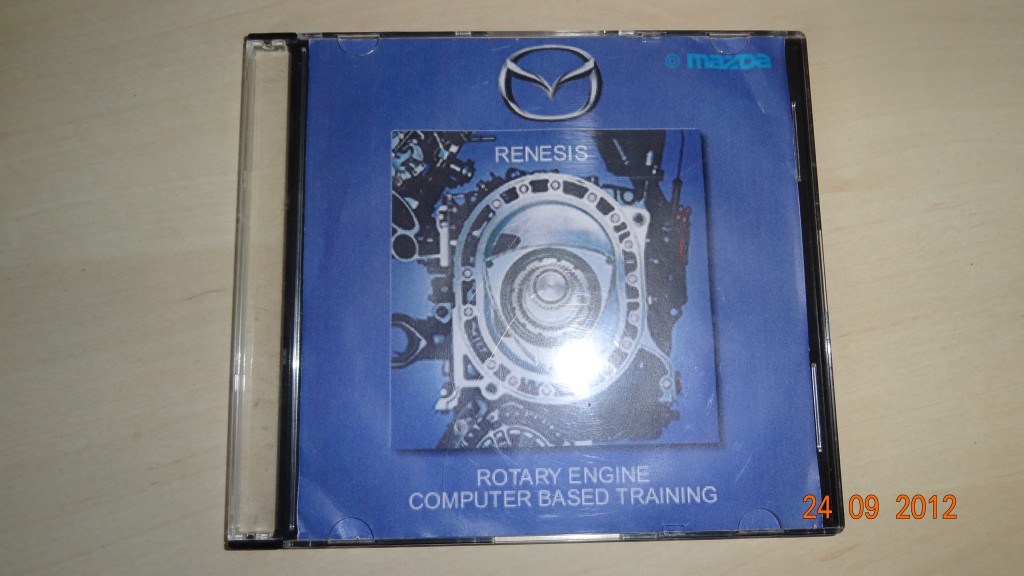 @ mazda
RENESIS
ROTARY ENGINE
COMPUTER BASED TRAINING
24 09 2012